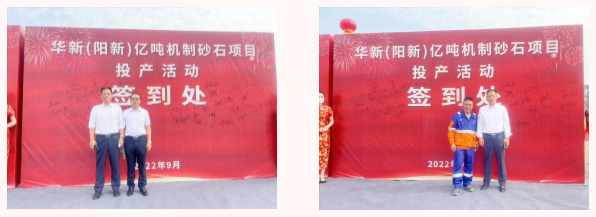 华新(阳新)亿吨机制砂石项目
投产活动
签到处
2022年9月
华新(阳新)亿吨机制砂石项目
投产活动
签到处
2022年